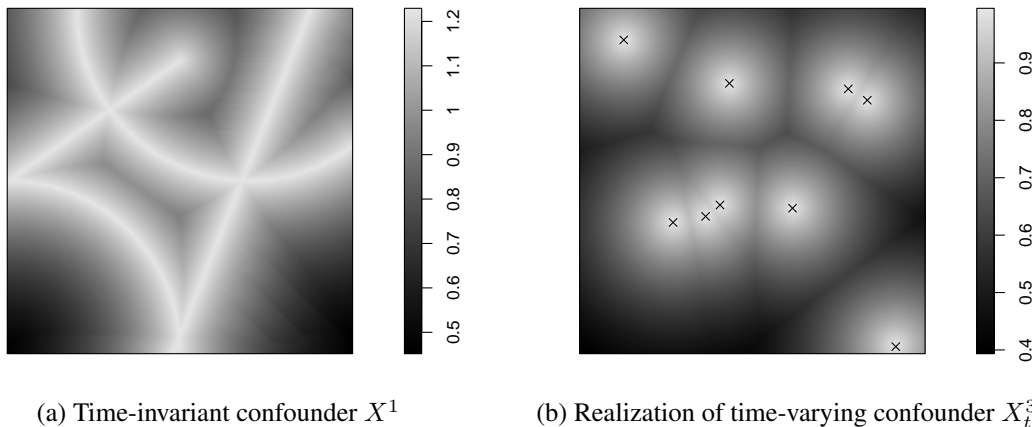 0.5 0.6 0.7 0.8 0.9 1 1.1 1.2
0.4 0.5 0.6 0.7 0.8 0.9
(a) Time-invariant confounder X¹
(b) Realization of time-varying confounder X³ₜ